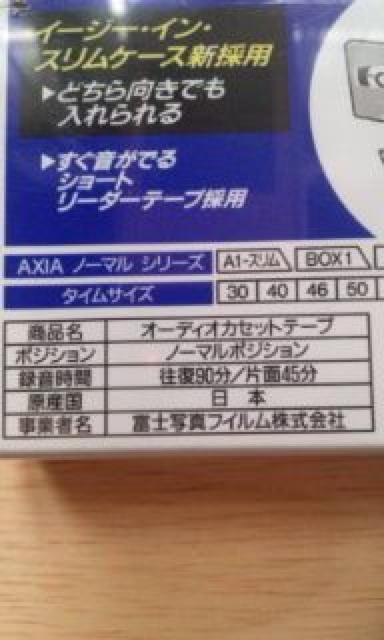 イージー・イン・
スリムケース新採用
▶どちら向きでも
入れられる
▶すぐ音がでる
ショート
リーダーテープ採用
AXIA ノーマル シリーズ A1-スリム BOX1
タイムサイズ 30 40 46 50
商品名 オーディオカセットテープ
ポジション ノーマルポジション
録音時間 往復90分/片面45分
原産国 日本
事業者名 富士写真フイルム株式会社